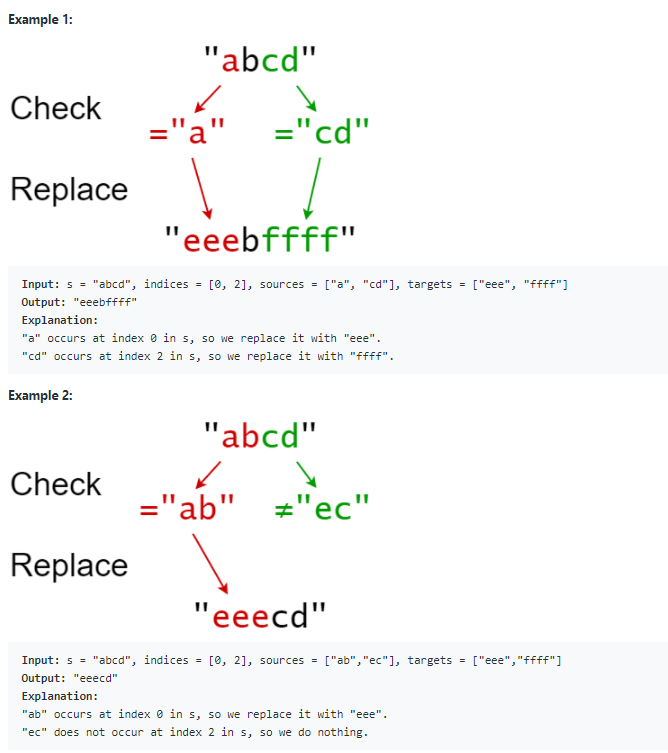 Example 1:
"abcd"
Check
="a" ="cd"
Replace
"eeebffff"
Input: s = "abcd", indices = [0, 2], sources = ["a", "cd"], targets = ["eee", "ffff"]
Output: "eeebffff"
Explanation:
"a" occurs at index 0 in s, so we replace it with "eee".
"cd" occurs at index 2 in s, so we replace it with "ffff".
Example 2:
"abcd"
Check
="ab" ≠"ec"
Replace
"eeecd"
Input: s = "abcd", indices = [0, 2], sources = ["ab","ec"], targets = ["eee","ffff"]
Output: "eeecd"
Explanation:
"ab" occurs at index 0 in s, so we replace it with "eee".
"ec" does not occur at index 2 in s, so we do nothing.